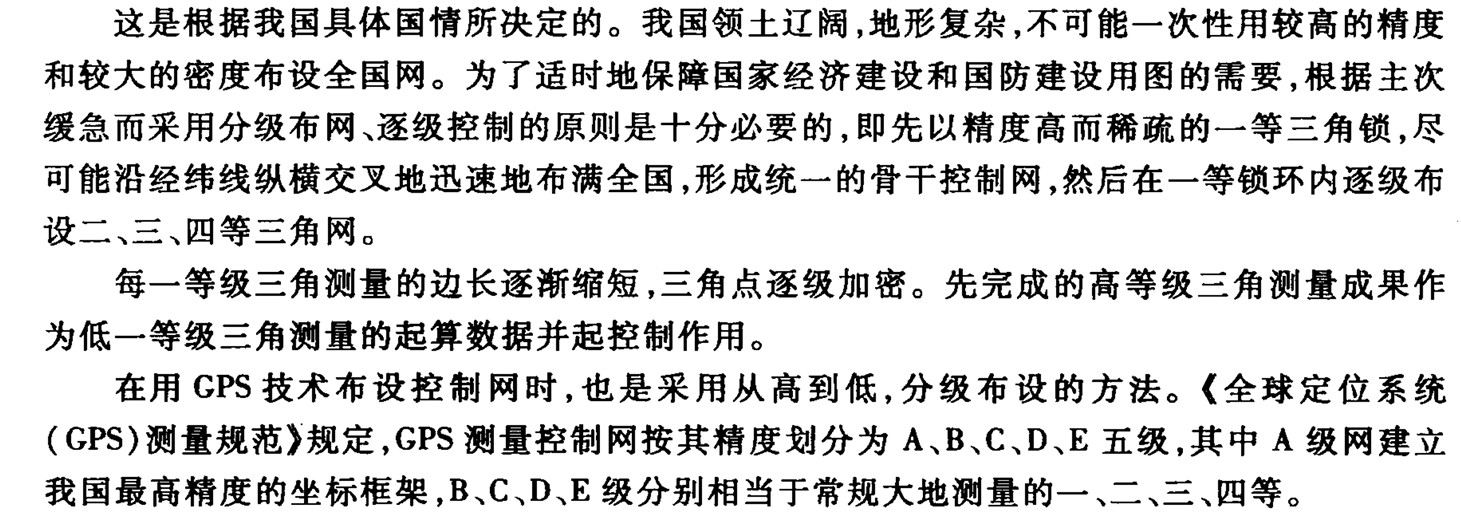 这是根据我国具体国情所决定的。我国领土辽阔,地形复杂,不可能一次性用较高的精度
和较大的密度布设全国网。为了适时地保障国家经济建设和国防建设用图的需要,根据主次
缓急而采用分级布网、逐级控制的原则是十分必要的,即先以精度高而稀疏的一等三角锁,尽
可能沿经纬线纵横交叉地迅速地布满全国,形成统一的骨干控制网,然后在一等锁环内逐级布
设二、三、四等三角网。
每一等级三角测量的边长逐渐缩短,三角点逐级加密。先完成的高等级三角测量成果作
为低一等级三角测量的起算数据并起控制作用。
在用 GPS 技术布设控制网时,也是采用从高到低,分级布设的方法。《全球定位系统
(GPS)测量规范》规定,GPS 测量控制网按其精度划分为 A、B、C、D、E 五级,其中 A 级网建立
我国最高精度的坐标框架,B、C、D、E 级分别相当于常规大地测量的一、二、三、四等。